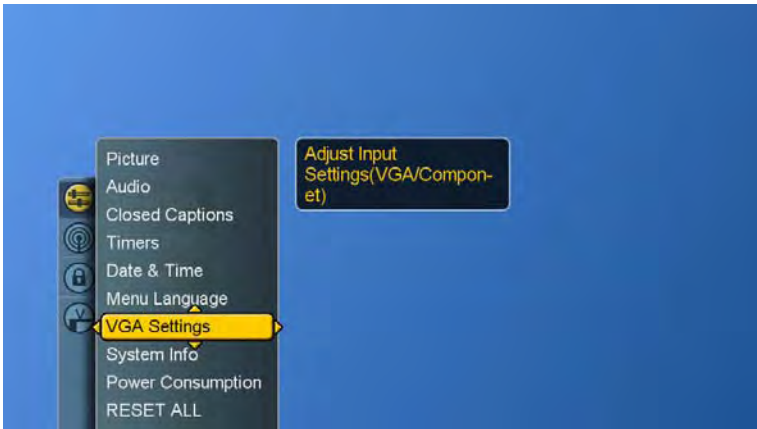 Picture
Audio
Closed Captions
Timers
Date & Time
Menu Language
VGA Settings
System Info
Power Consumption
RESET ALL
Adjust Input
Settings(VGA/Compon-
et)
V